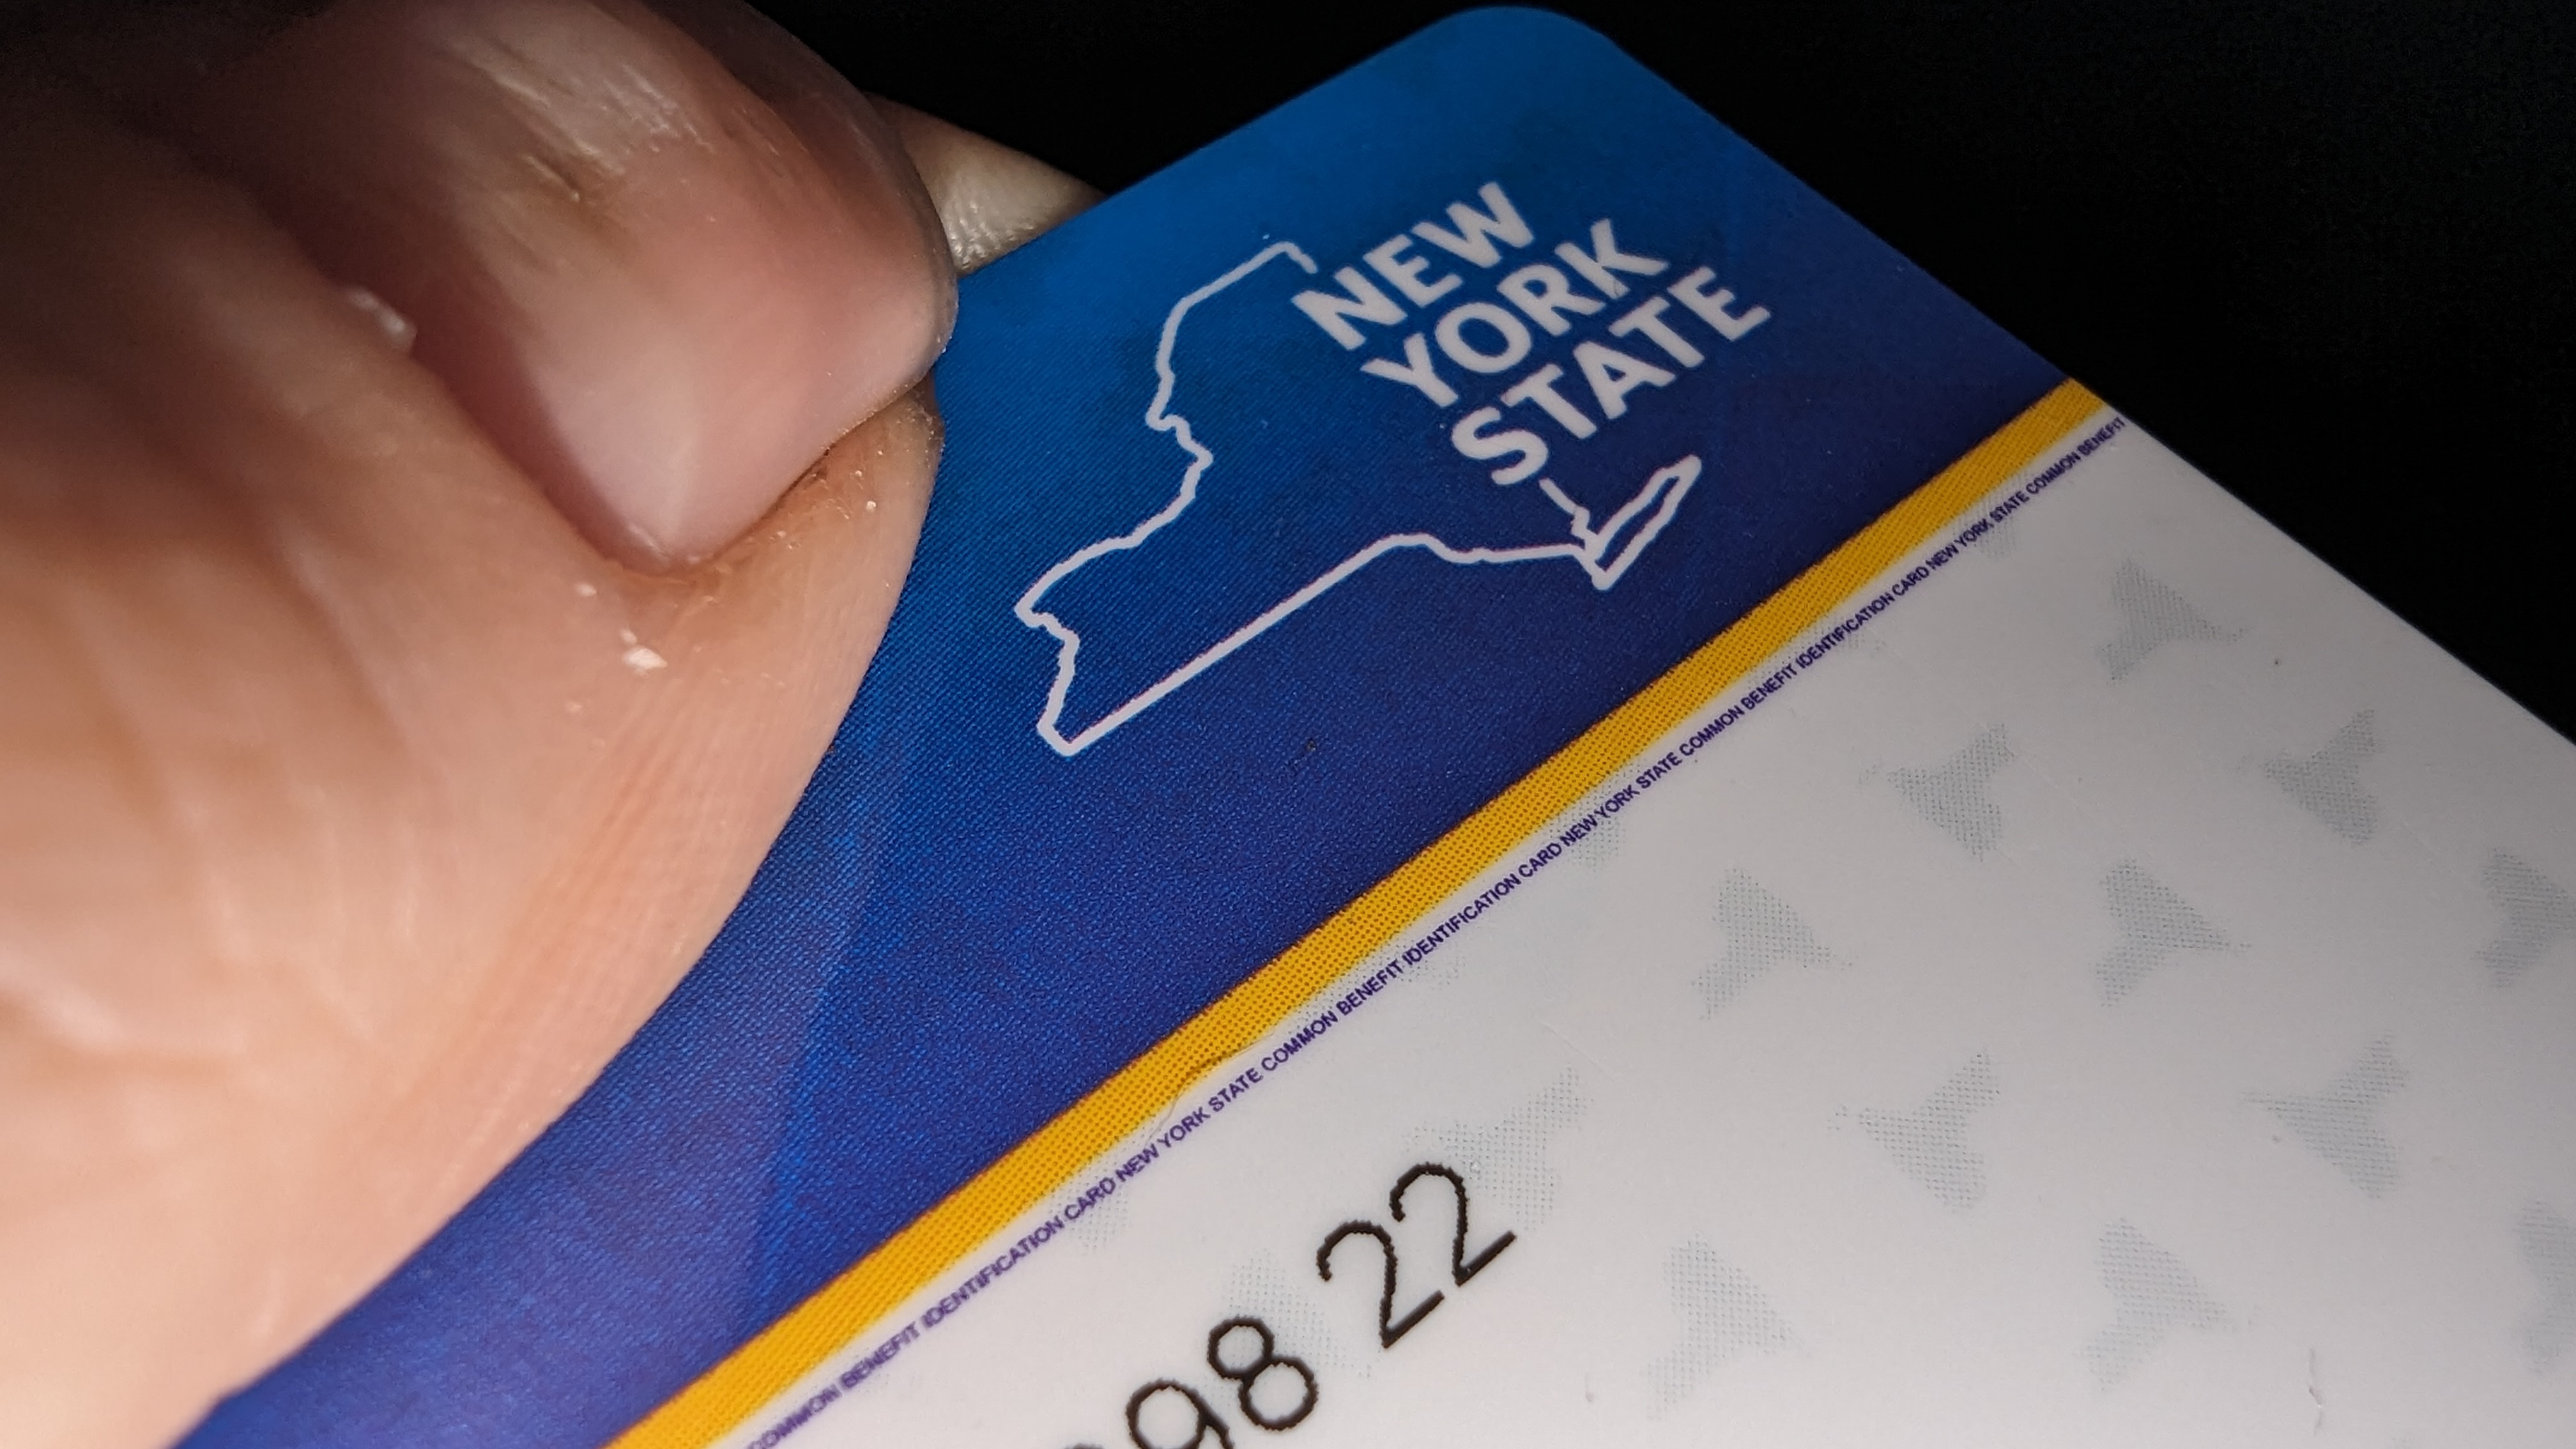 NEW
YORK
STATE
COMMON BENEFIT IDENTIFICATION CARD NEW YORK STATE COMMON BENEFIT IDENTIFICATION CARD NEW YORK STATE COMMON BENEFIT IDENTIFICATION CARD NEW YORK STATE COMMON BENEFIT
98 22